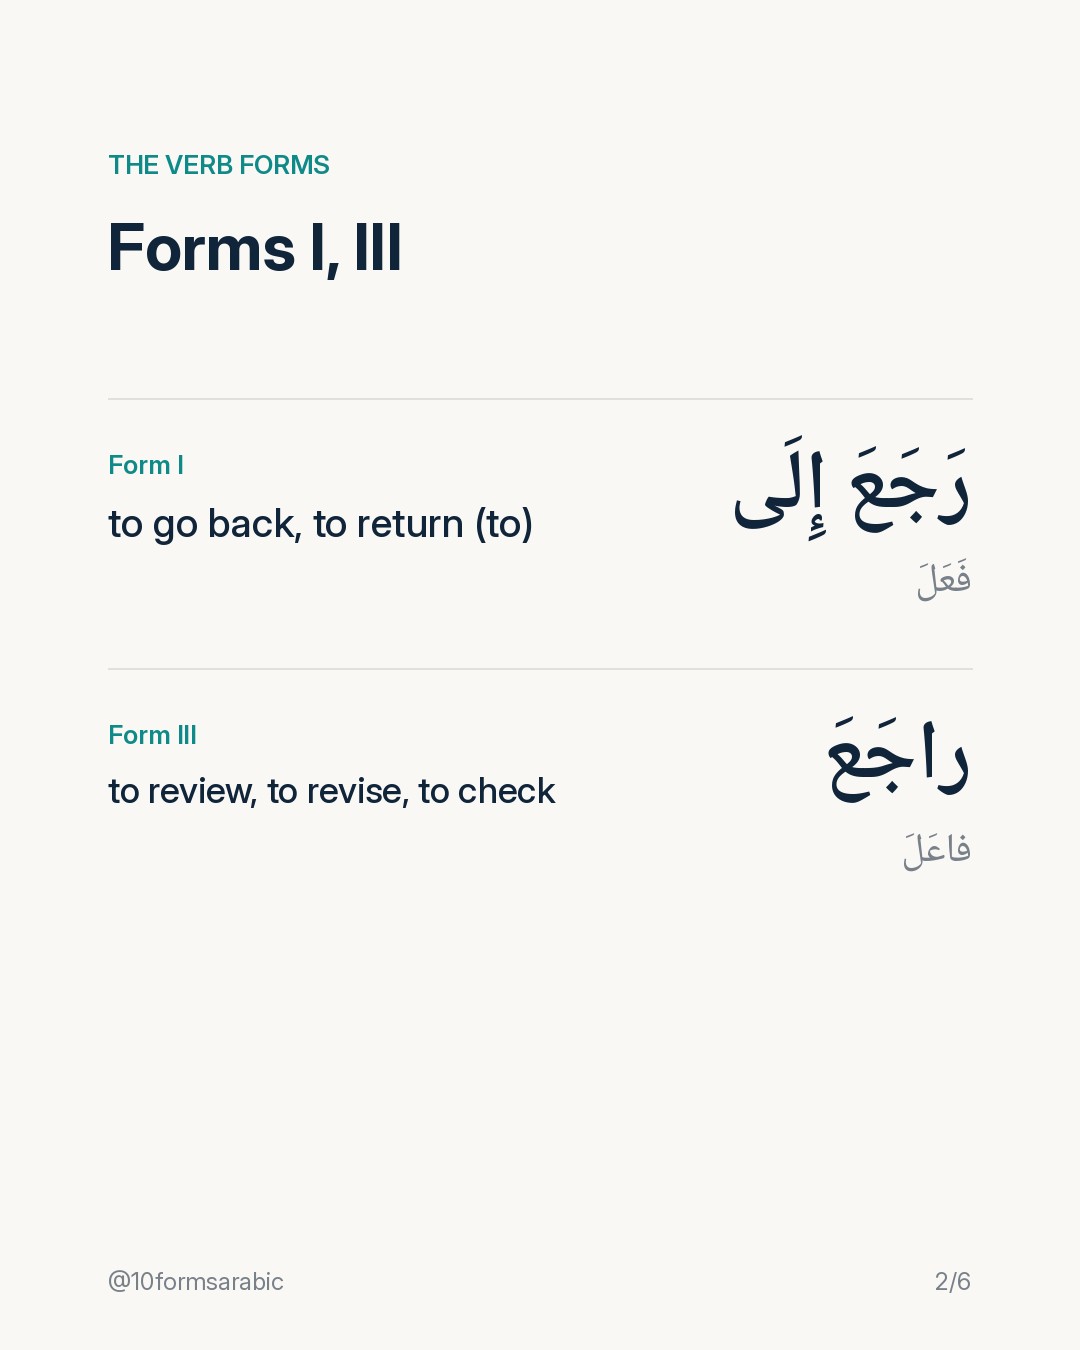 THE VERB FORMS
Forms I, III
Form I
to go back, to return (to)
رَجَعَ إِلَى
فَعَلَ
Form III
to review, to revise, to check
راجَعَ
فاعَلَ
@10formsarabic
2/6